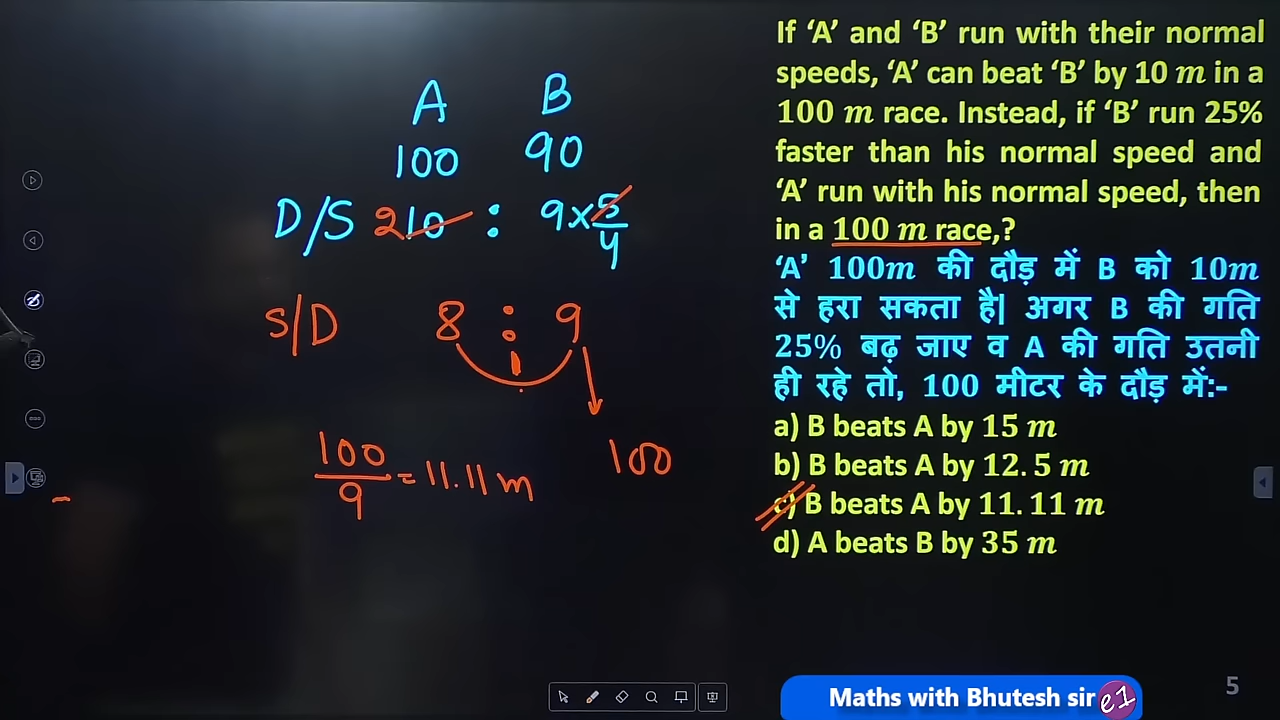 A B
100 90
D/S 2 10 : 9×5/4
S/D 8 : 9
1
100/9 = 11.11 m
100
If 'A' and 'B' run with their normal
speeds, 'A' can beat 'B' by 10 m in a
100 m race. Instead, if 'B' run 25%
faster than his normal speed and
'A' run with his normal speed, then
in a 100 m race,?
'A' 100m की दौड़ में B को 10m
से हरा सकता है| अगर B की गति
25% बढ़ जाए व A की गति उतनी
ही रहे तो, 100 मीटर के दौड़ में:-
a) B beats A by 15 m
b) B beats A by 12.5 m
c) B beats A by 11.11 m
d) A beats B by 35 m
Maths with Bhutesh sir e1
5